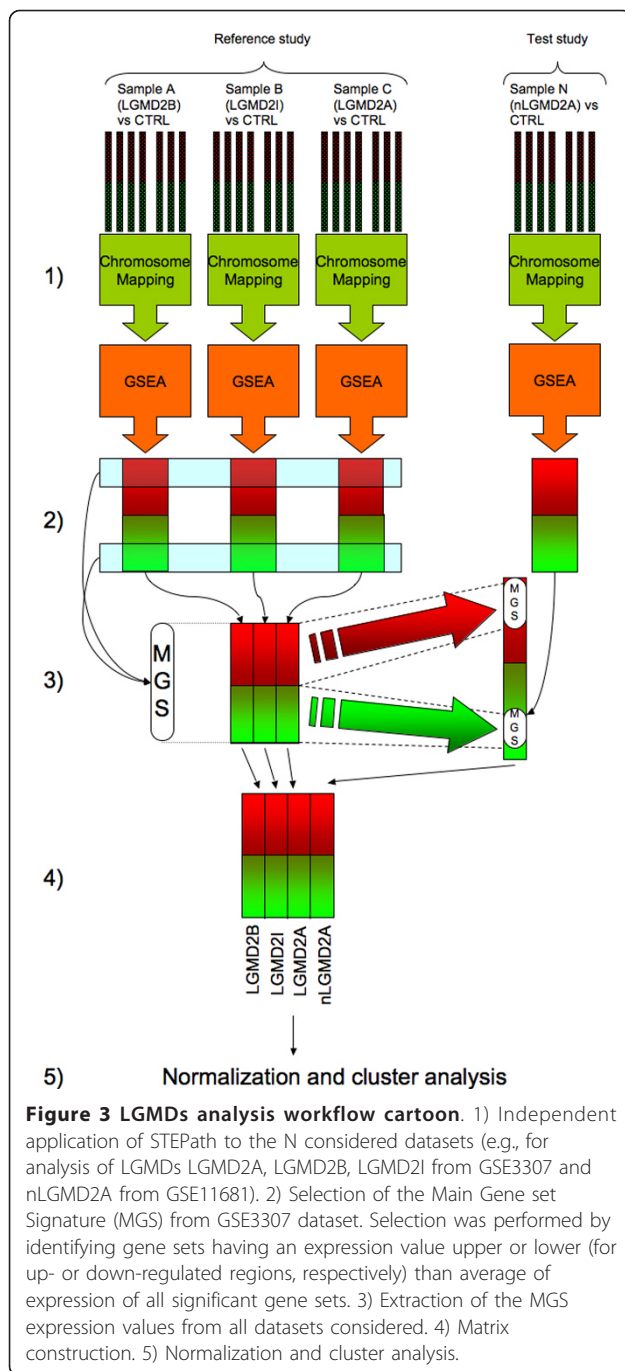 Reference study
Test study
Sample A
(LGMD2B)
vs CTRL
Sample B
(LGMD2I)
vs CTRL
Sample C
(LGMD2A)
vs CTRL
Sample N
(nLGMD2A) vs
CTRL
1)
Chromosome
Mapping
Chromosome
Mapping
Chromosome
Mapping
Chromosome
Mapping
GSEA
GSEA
GSEA
GSEA
2)
3)
M
G
S
M
G
S
M
G
S
4)
LGMD2B
LGMD2I
LGMD2A
nLGMD2A
5) Normalization and cluster analysis
Figure 3 LGMDs analysis workflow cartoon. 1) Independent
application of STEPath to the N considered datasets (e.g., for
analysis of LGMDs LGMD2A, LGMD2B, LGMD2I from GSE3307 and
nLGMD2A from GSE11681). 2) Selection of the Main Gene set
Signature (MGS) from GSE3307 dataset. Selection was performed by
identifying gene sets having an expression value upper or lower (for
up- or down-regulated regions, respectively) than average of
expression of all significant gene sets. 3) Extraction of the MGS
expression values from all datasets considered. 4) Matrix
construction. 5) Normalization and cluster analysis.